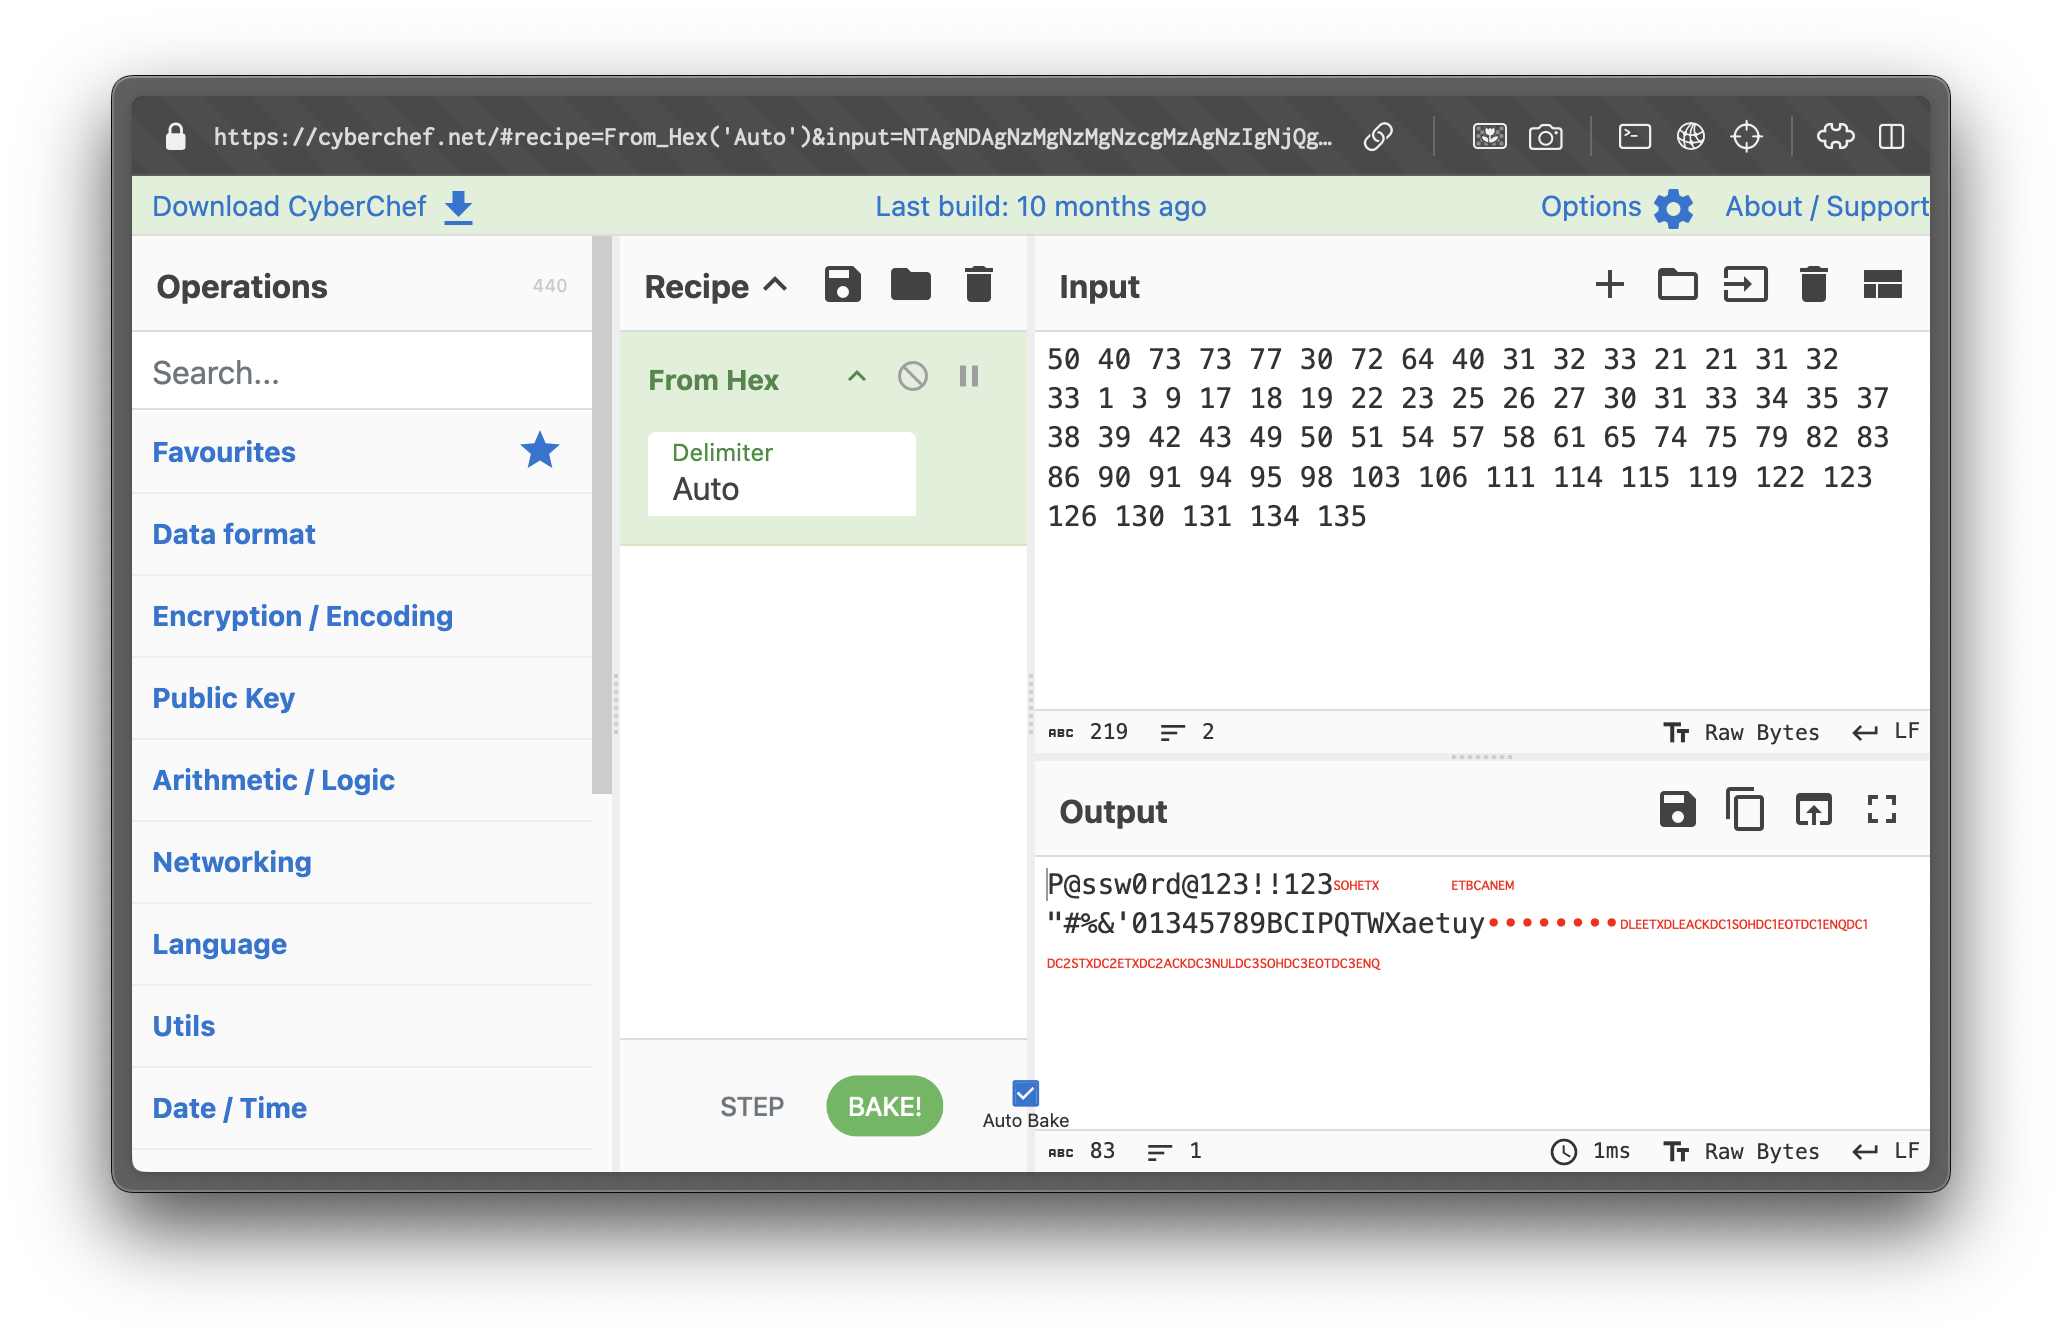 https://cyberchef.net/#recipe=From_Hex('Auto')&input=NTAgNDAgNzMgNzMgNzcgMzAgNzIgNjQg…
Download CyberChef
Last build: 10 months ago
Options
About / Support
Operations
440
Search...
Favourites
Data format
Encryption / Encoding
Public Key
Arithmetic / Logic
Networking
Language
Utils
Date / Time
Recipe
From Hex
Delimiter
Auto
STEP
BAKE!
Auto Bake
Input
50 40 73 73 77 30 72 64 40 31 32 33 21 21 31 32
33 1 3 9 17 18 19 22 23 25 26 27 30 31 33 34 35 37
38 39 42 43 49 50 51 54 57 58 61 65 74 75 79 82 83
86 90 91 94 95 98 103 106 111 114 115 119 122 123
126 130 131 134 135
ABC 219
2
Raw Bytes
LF
Output
P@ssw0rd@123!!123SOHETX ETBCANEM
"#%&'01345789BCIPQTWXaetuy••••••••DLEETXDLEACKDC1SOHDC1EOTDC1ENQDC1
DC2STXDC2ETXDC2ACKDC3NULDC3SOHDC3EOTDC3ENQ
ABC 83
1
1ms
Raw Bytes
LF